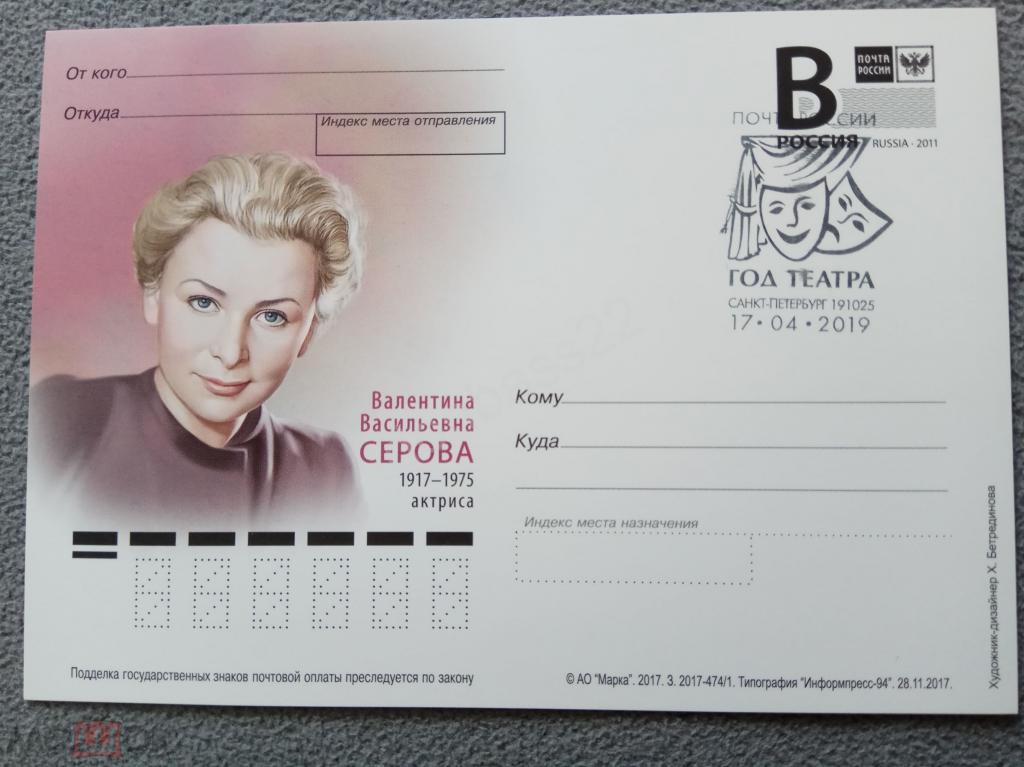 От кого
Откуда
Индекс места отправления
В
ПОЧТА
РОССИИ
ПОЧТА РОССИИ
РОССИЯ
RUSSIA · 2011
ГОД ТЕАТРА
САНКТ-ПЕТЕРБУРГ 191025
17 • 04 • 2019
Валентина
Васильевна
СЕРОВА
1917–1975
актриса
Кому
Куда
Индекс места назначения
Подделка государственных знаков почтовой оплаты преследуется по закону
© АО "Марка". 2017. З. 2017-474/1. Типография "Информпресс-94". 28.11.2017.
Художник-дизайнер Х. Бетрединова